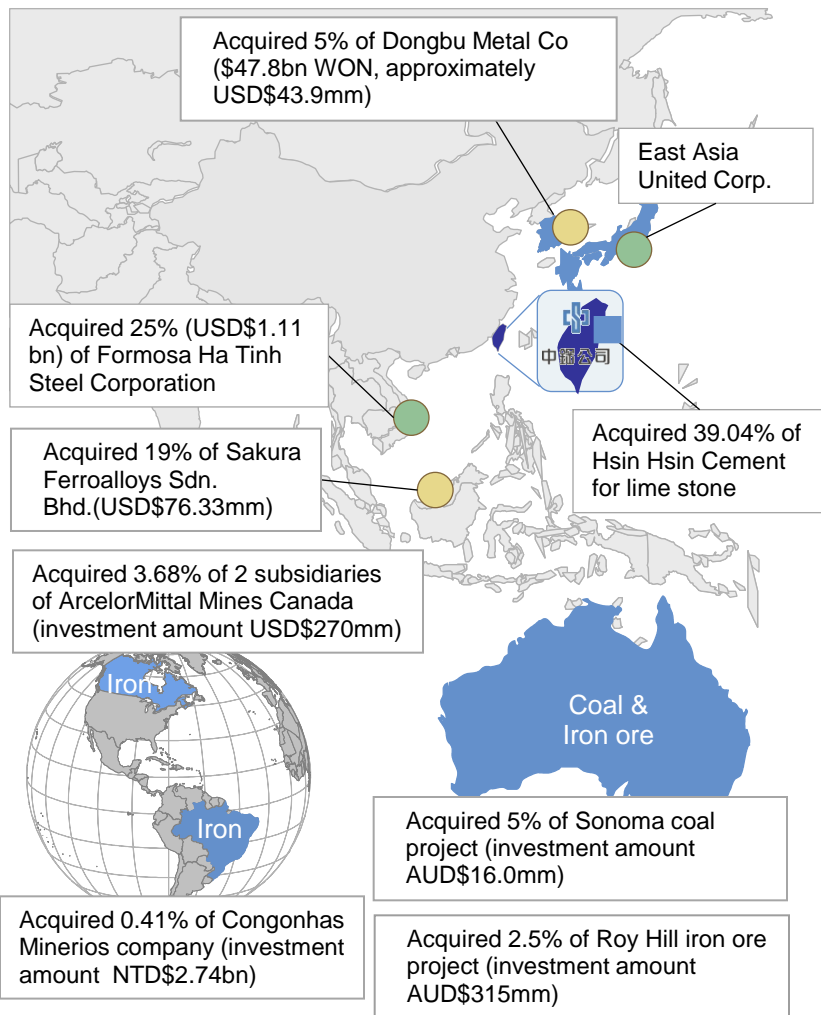 Acquired 5% of Dongbu Metal Co
($47.8bn WON, approximately
USD$43.9mm)
East Asia
United Corp.
Acquired 25% (USD$1.11
bn) of Formosa Ha Tinh
Steel Corporation
中鋼公司
Acquired 39.04% of
Hsin Hsin Cement
for lime stone
Acquired 19% of Sakura
Ferroalloys Sdn.
Bhd.(USD$76.33mm)
Acquired 3.68% of 2 subsidiaries
of ArcelorMittal Mines Canada
(investment amount USD$270mm)
Iron
Iron
Coal &
Iron ore
Acquired 5% of Sonoma coal
project (investment amount
AUD$16.0mm)
Acquired 0.41% of Congonhas
Minerios company (investment
amount NTD$2.74bn)
Acquired 2.5% of Roy Hill iron ore
project (investment amount
AUD$315mm)